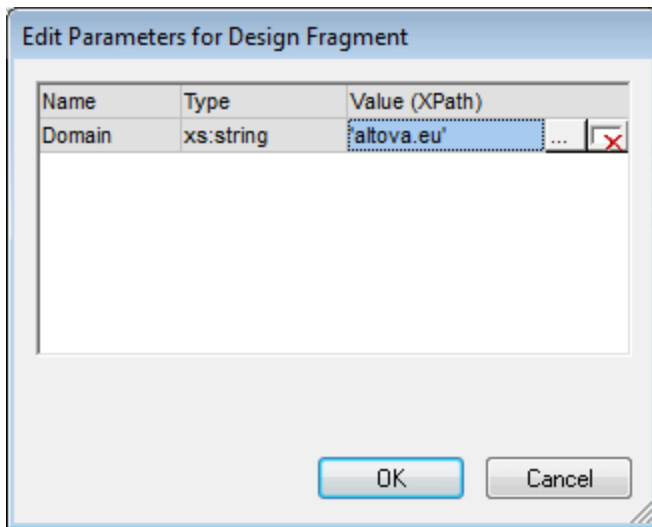 Edit Parameters for Design Fragment
Name Type Value (XPath)
Domain xs:string 'altova.eu' ...
OK Cancel